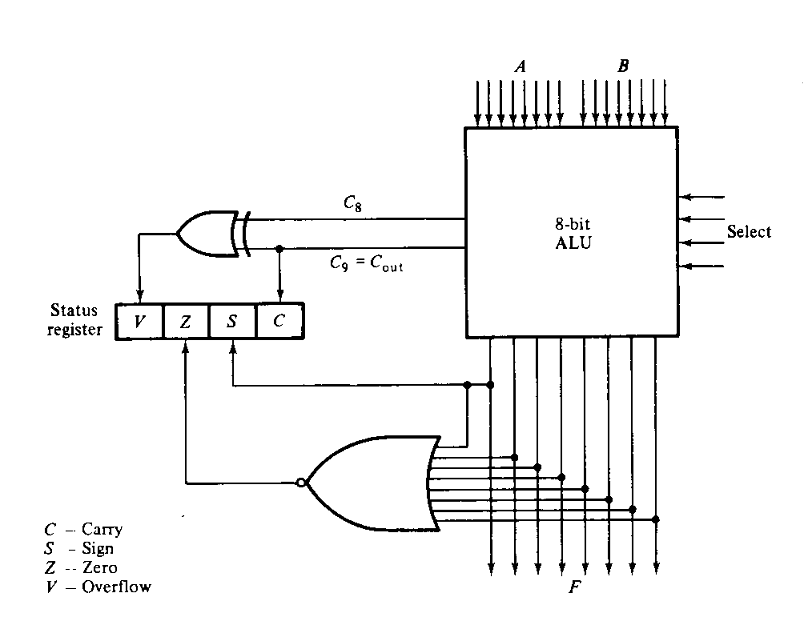 A B
C8
8-bit
ALU
Select
C9 = Cout
Status
register
V Z S C
C – Carry
S - Sign
Z -- Zero
V – Overflow
F